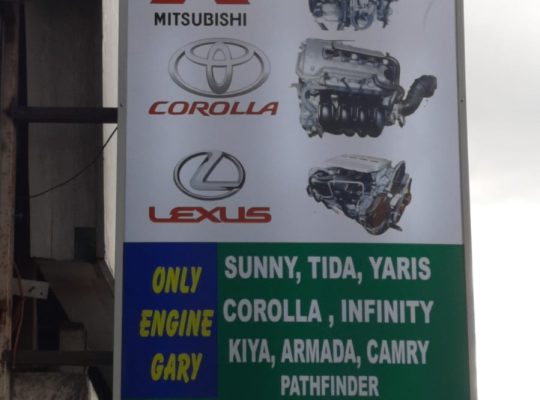 MITSUBISHI
COROLLA
LEXUS
ONLY
ENGINE
GARY
SUNNY, TIDA, YARIS
COROLLA , INFINITY
KIYA, ARMADA, CAMRY
PATHFINDER